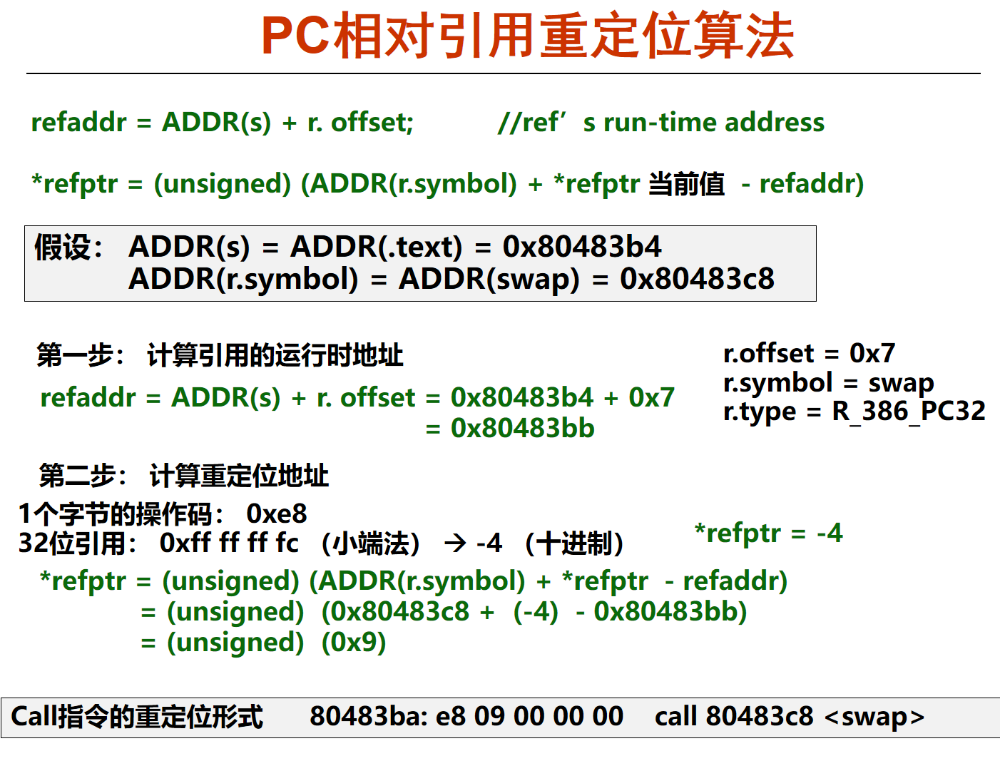 PC相对引用重定位算法
refaddr = ADDR(s) + r. offset; //ref’s run-time address
*refptr = (unsigned) (ADDR(r.symbol) + *refptr 当前值 - refaddr)
假设： ADDR(s) = ADDR(.text) = 0x80483b4
ADDR(r.symbol) = ADDR(swap) = 0x80483c8
第一步： 计算引用的运行时地址
refaddr = ADDR(s) + r. offset = 0x80483b4 + 0x7
= 0x80483bb
r.offset = 0x7
r.symbol = swap
r.type = R_386_PC32
第二步： 计算重定位地址
1个字节的操作码： 0xe8
32位引用： 0xff ff ff fc （小端法） → -4 （十进制）
*refptr = -4
*refptr = (unsigned) (ADDR(r.symbol) + *refptr - refaddr)
= (unsigned) (0x80483c8 + (-4) - 0x80483bb)
= (unsigned) (0x9)
Call指令的重定位形式 80483ba: e8 09 00 00 00 call 80483c8 <swap>